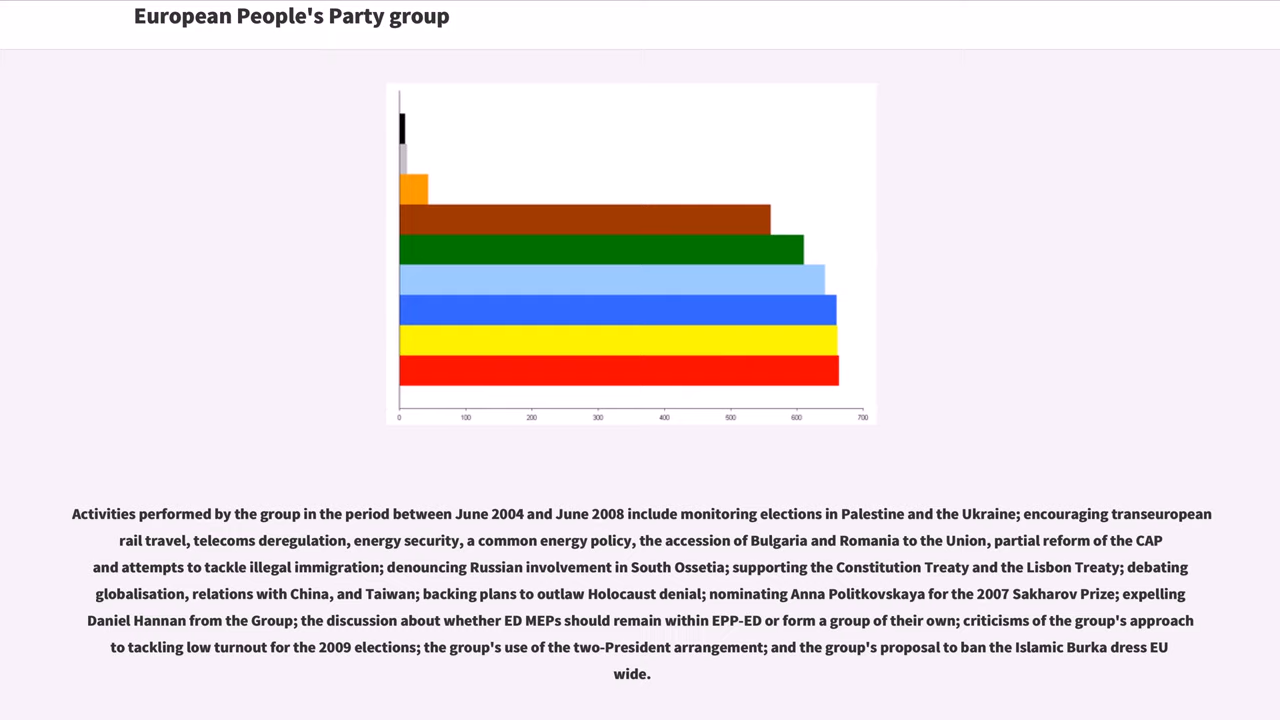 European People's Party group
0 100 200 300 400 500 600 700
Activities performed by the group in the period between June 2004 and June 2008 include monitoring elections in Palestine and the Ukraine; encouraging transeuropean
rail travel, telecoms deregulation, energy security, a common energy policy, the accession of Bulgaria and Romania to the Union, partial reform of the CAP
and attempts to tackle illegal immigration; denouncing Russian involvement in South Ossetia; supporting the Constitution Treaty and the Lisbon Treaty; debating
globalisation, relations with China, and Taiwan; backing plans to outlaw Holocaust denial; nominating Anna Politkovskaya for the 2007 Sakharov Prize; expelling
Daniel Hannan from the Group; the discussion about whether ED MEPs should remain within EPP-ED or form a group of their own; criticisms of the group's approach
to tackling low turnout for the 2009 elections; the group's use of the two-President arrangement; and the group's proposal to ban the Islamic Burka dress EU
wide.